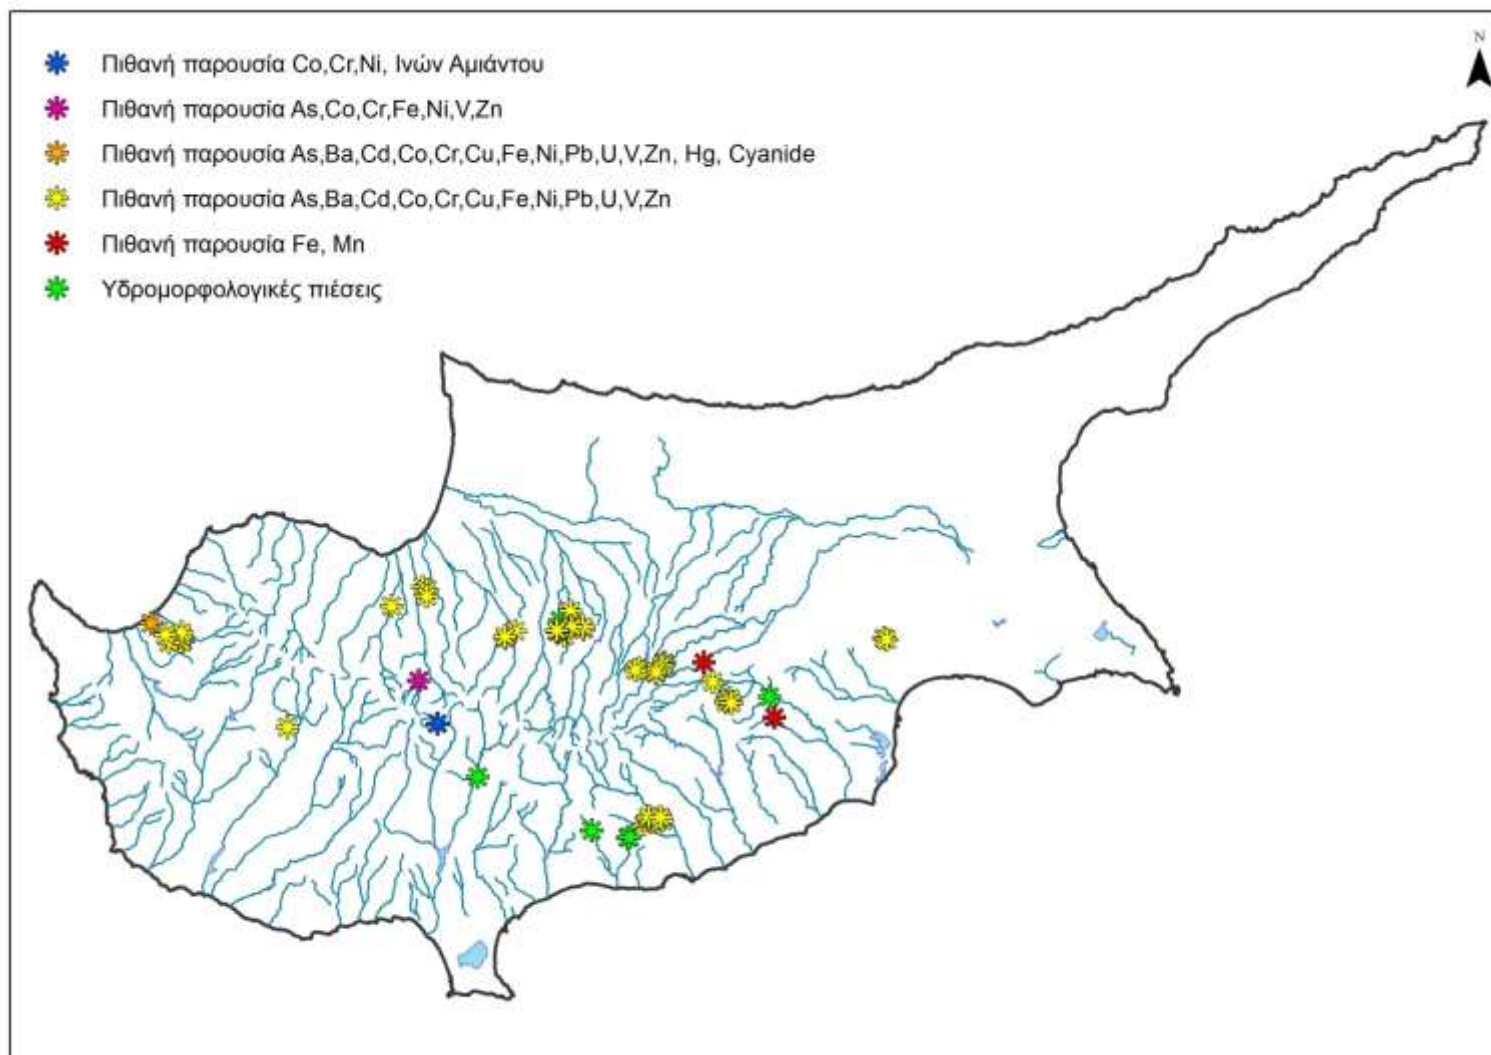 N
Πιθανή παρουσία Co,Cr,Ni, Ινών Αμιάντου
Πιθανή παρουσία As,Co,Cr,Fe,Ni,V,Zn
Πιθανή παρουσία As,Ba,Cd,Co,Cr,Cu,Fe,Ni,Pb,U,V,Zn, Hg, Cyanide
Πιθανή παρουσία As,Ba,Cd,Co,Cr,Cu,Fe,Ni,Pb,U,V,Zn
Πιθανή παρουσία Fe, Mn
Υδρομορφολογικές πιέσεις